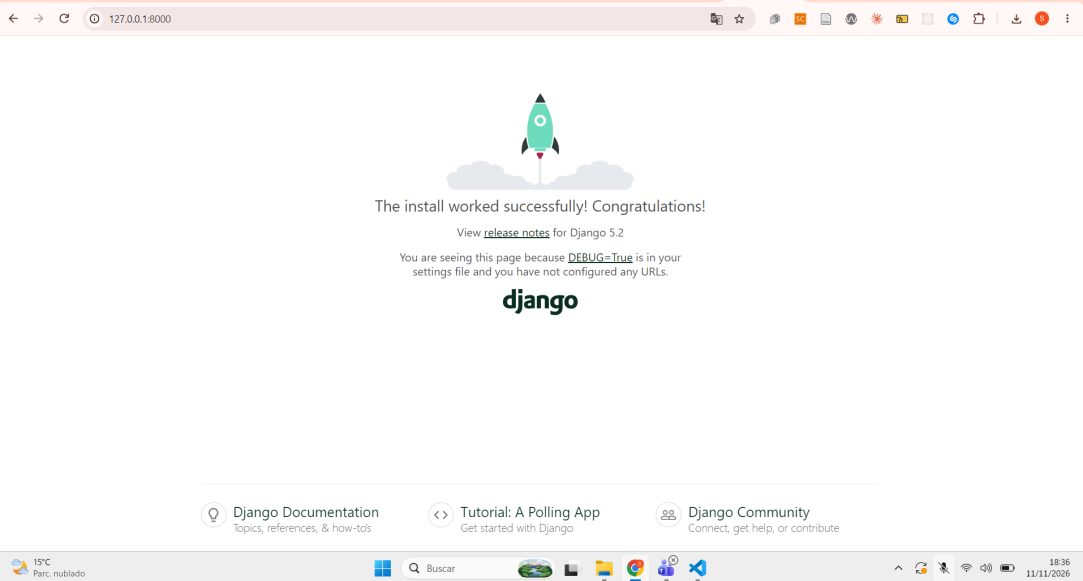 127.0.0.1:8000
SC
S
The install worked successfully! Congratulations!
View release notes for Django 5.2
You are seeing this page because DEBUG=True is in your
settings file and you have not configured any URLs.
django
Django Documentation
Topics, references, & how-to's
Tutorial: A Polling App
Get started with Django
Django Community
Connect, get help, or contribute
15°C
Parc. nublado
Buscar
18:36
11/11/2026